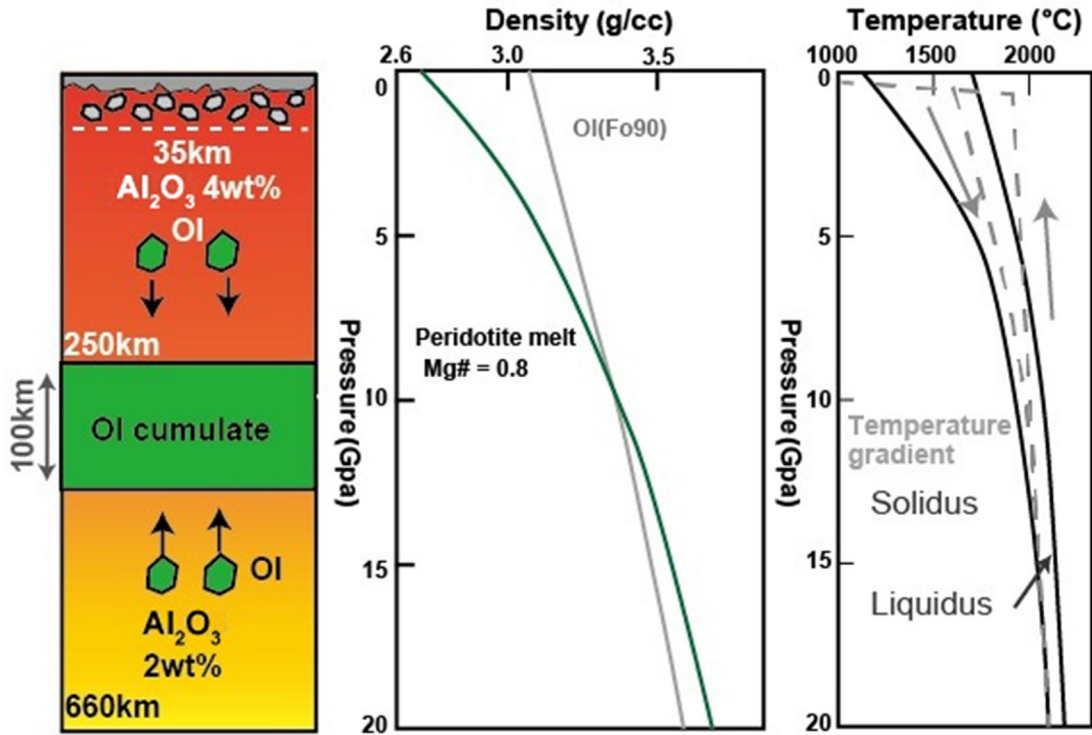 35km
Al₂O₃ 4wt%
Ol
250km
100km
Ol cumulate
Ol
Al₂O₃
2wt%
660km
Density (g/cc)
2.6 3.0 3.5
0
5
10
15
20
Pressure(Gpa)
Ol(Fo90)
Peridotite melt
Mg# = 0.8
Temperature (°C)
1000 1500 2000
0
5
10
15
20
Pressure(Gpa)
Temperature
gradient
Solidus
Liquidus